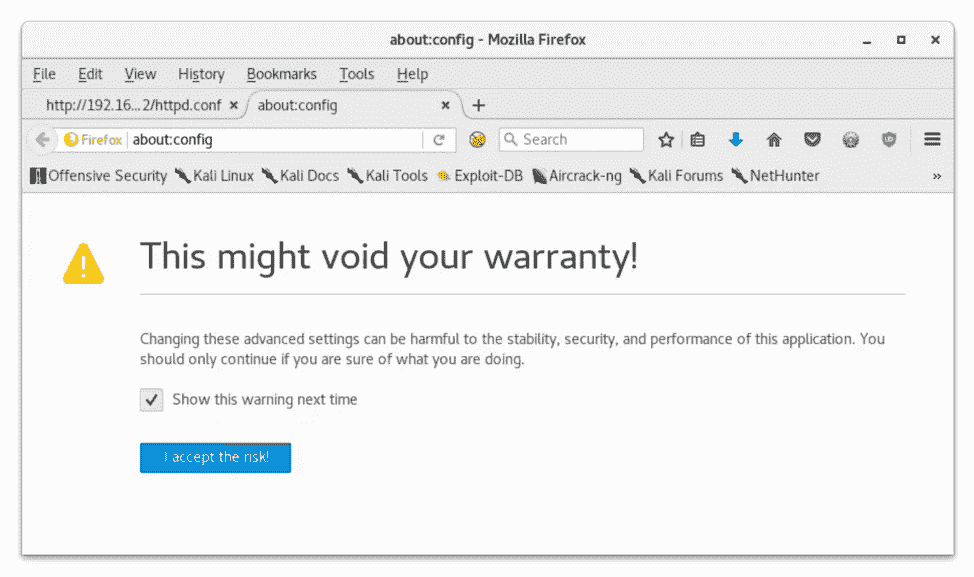 about:config - Mozilla Firefox
File Edit View History Bookmarks Tools Help
http://192.16...2/httpd.conf about:config
Firefox about:config Search
Offensive Security Kali Linux Kali Docs Kali Tools Exploit-DB Aircrack-ng Kali Forums NetHunter »
This might void your warranty!
Changing these advanced settings can be harmful to the stability, security, and performance of this application. You
should only continue if you are sure of what you are doing.
Show this warning next time
I accept the risk!